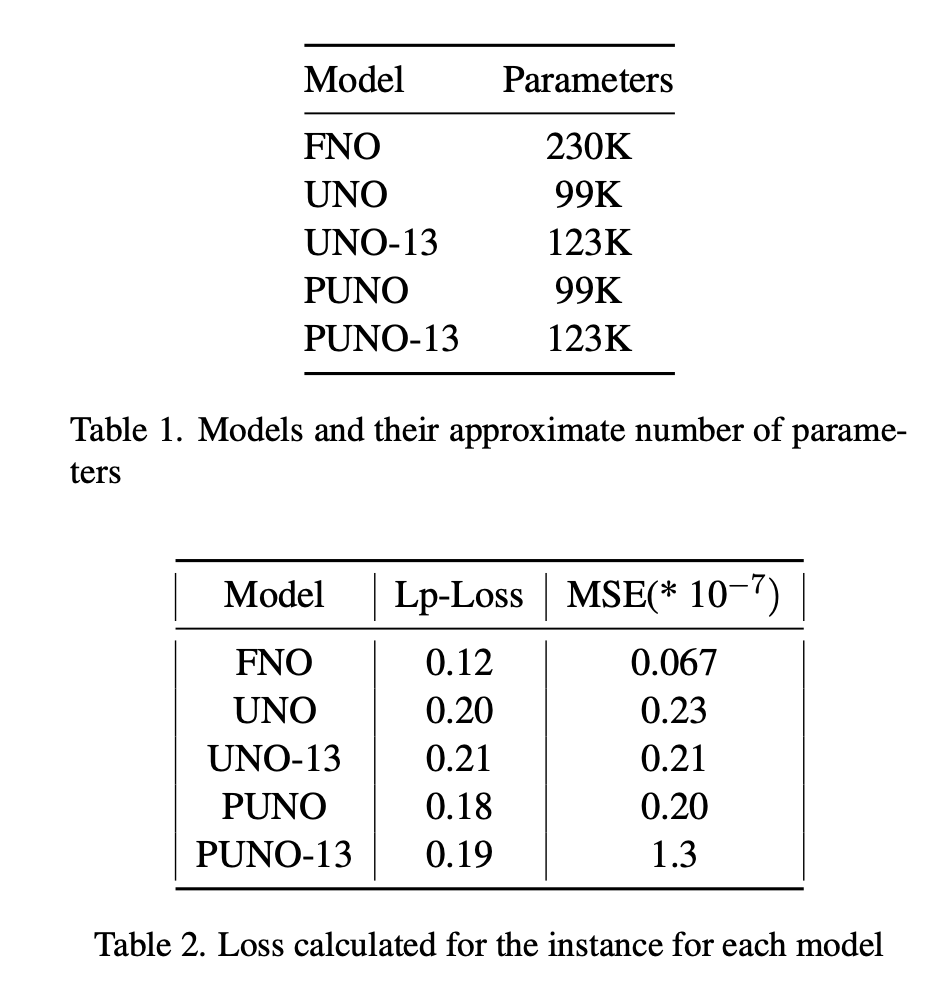 Model Parameters
FNO 230K
UNO 99K
UNO-13 123K
PUNO 99K
PUNO-13 123K
Table 1. Models and their approximate number of parame-
ters
Model Lp-Loss MSE(* 10⁻⁷)
FNO 0.12 0.067
UNO 0.20 0.23
UNO-13 0.21 0.21
PUNO 0.18 0.20
PUNO-13 0.19 1.3
Table 2. Loss calculated for the instance for each model